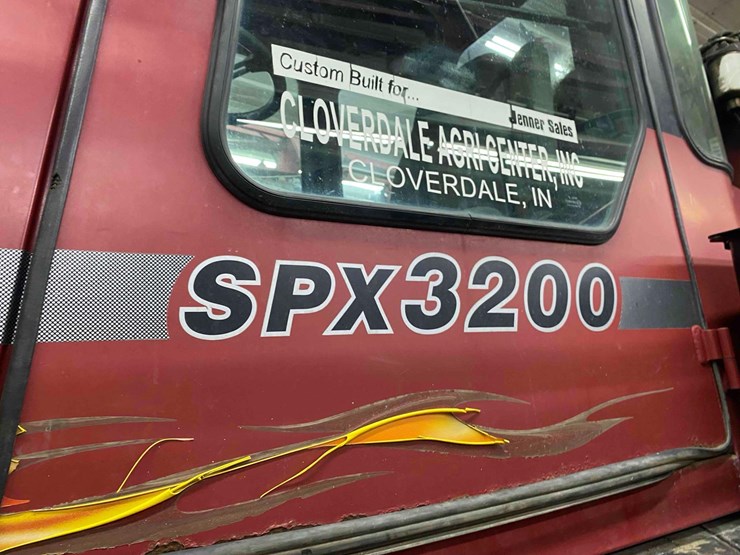 Custom Built for...
Jenner Sales
CLOVERDALE AGRI CENTER, INC
CLOVERDALE, IN
SPX3200